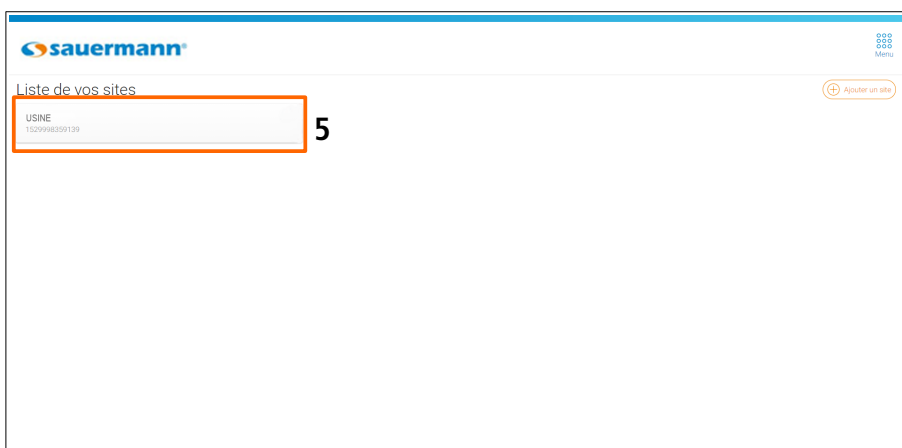 sauermann®
Menu
Liste de vos sites
Ajouter un site
USINE
1529998359139
5